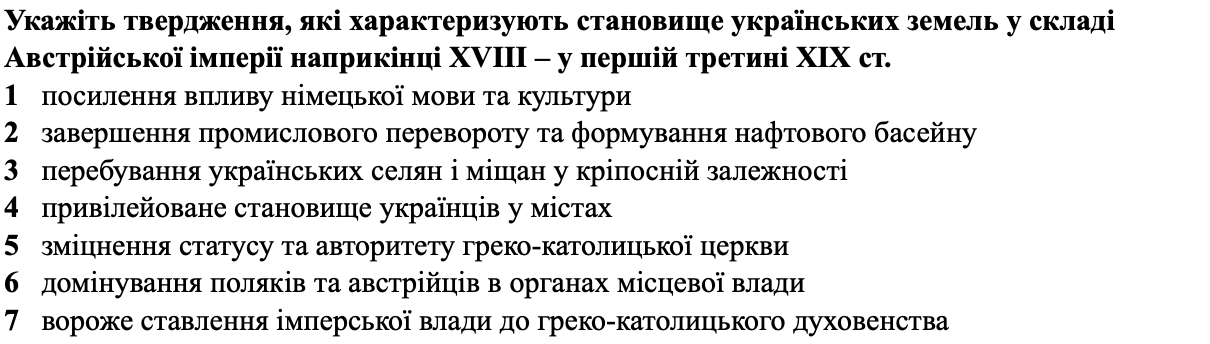 Укажіть твердження, які характеризують становище українських земель у складі
Австрійської імперії наприкінці XVIII – у першій третині XIX ст.
1 посилення впливу німецької мови та культури
2 завершення промислового перевороту та формування нафтового басейну
3 перебування українських селян і міщан у кріпосній залежності
4 привілейоване становище українців у містах
5 зміцнення статусу та авторитету греко-католицької церкви
6 домінування поляків та австрійців в органах місцевої влади
7 вороже ставлення імперської влади до греко-католицького духовенства